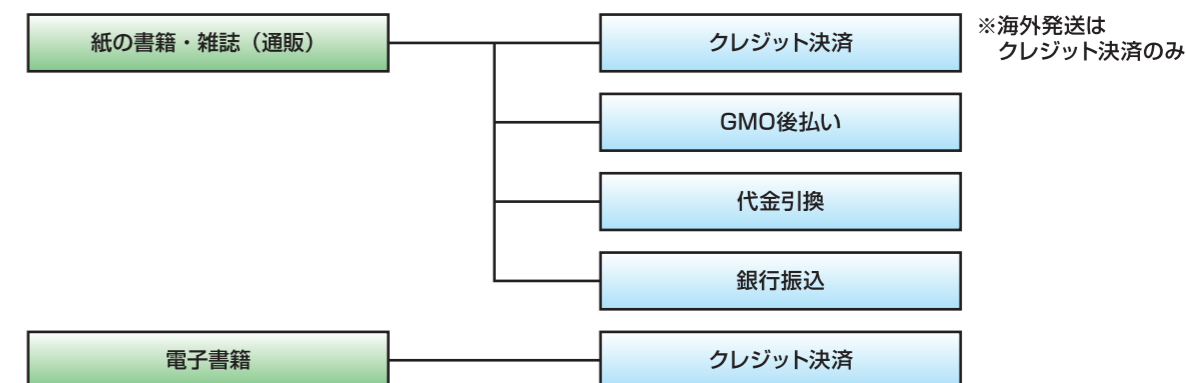 紙の書籍・雑誌（通販）
クレジット決済
※海外発送は
クレジット決済のみ
GMO後払い
代金引換
銀行振込
電子書籍
クレジット決済